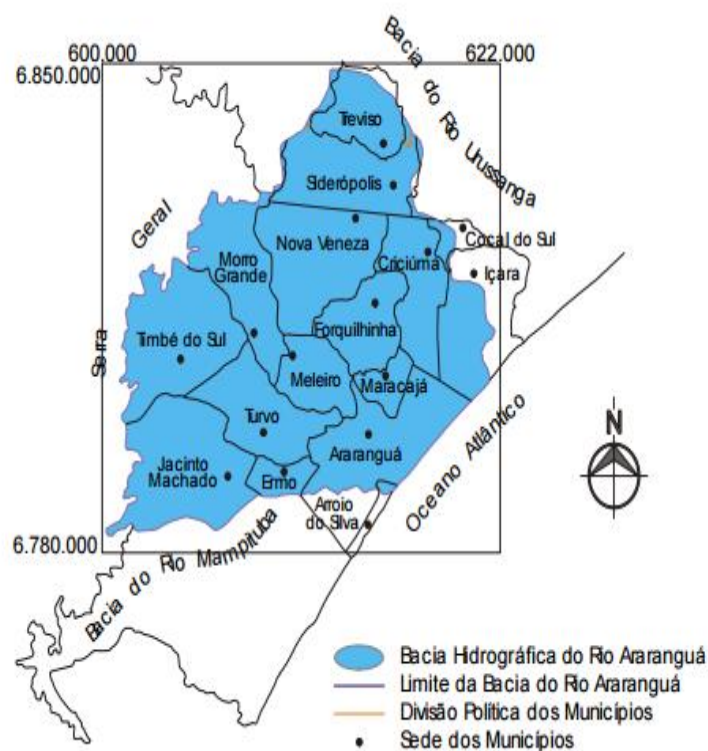 600.000
622.000
6.850.000
Bacia do Rio Urussanga
Treviso
Siderópolis
Cocal do Sul
Nova Veneza
Criciúma
Içara
Serra Geral
Morro
Grande
Forquilhinha
Timbé do Sul
Meleiro
Maracajá
Turvo
Araranguá
Jacinto
Machado
Ermo
Arroio
do Silva
Oceano Atlântico
N
6.780.000
Bacia do Rio Mampituba
Bacia Hidrográfica do Rio Araranguá
Limite da Bacia do Rio Araranguá
Divisão Política dos Municípios
Sede dos Municípios